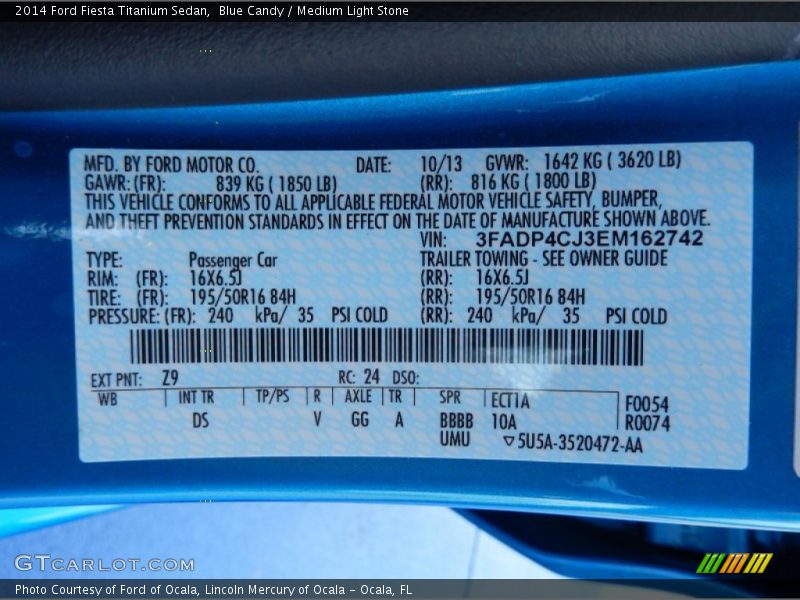 2014 Ford Fiesta Titanium Sedan,  Blue Candy / Medium Light Stone
MFD. BY FORD MOTOR CO. DATE: 10/13 GVWR: 1642 KG ( 3620 LB)
GAWR: (FR): 839 KG ( 1850 LB) (RR): 816 KG ( 1800 LB)
THIS VEHICLE CONFORMS TO ALL APPLICABLE FEDERAL MOTOR VEHICLE SAFETY, BUMPER,
AND THEFT PREVENTION STANDARDS IN EFFECT ON THE DATE OF MANUFACTURE SHOWN ABOVE.
VIN: 3FADP4CJ3EM162742
TYPE: Passenger Car TRAILER TOWING - SEE OWNER GUIDE
RIM: (FR): 16X6.5J (RR): 16X6.5J
TIRE: (FR): 195/50R16 84H (RR): 195/50R16 84H
PRESSURE: (FR): 240 kPa/ 35 PSI COLD (RR): 240 kPa/ 35 PSI COLD
EXT PNT: Z9 RC: 24 DSO:
WB INT TR TP/PS R AXLE TR SPR ECT1A F0054
DS V GG A BBBB 10A R0074
UMU ▽5U5A-3520472-AA
GTCARLOT.COM
Photo Courtesy of Ford of Ocala, Lincoln Mercury of Ocala - Ocala, FL